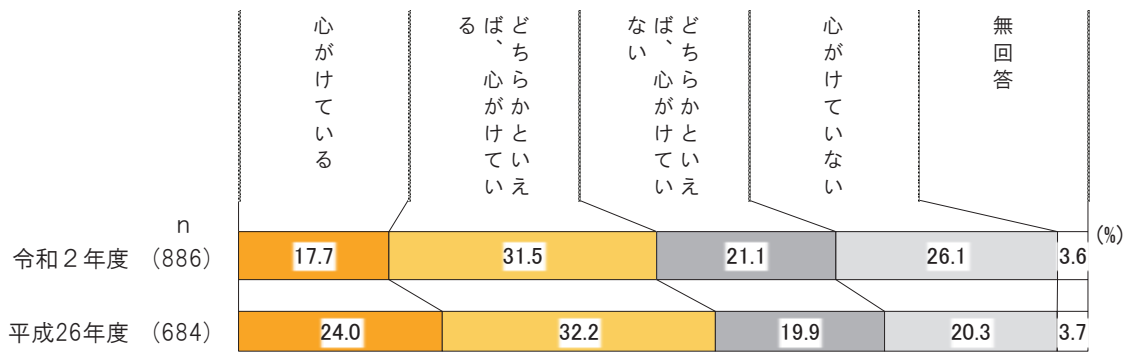 心がけている
どちらかといえ
ば、心がけてい
る
どちらかといえ
ば、心がけてい
ない
心がけていない
無回答
n
(%)
令和２年度 (886) 17.7 31.5 21.1 26.1 3.6
平成26年度 (684) 24.0 32.2 19.9 20.3 3.7